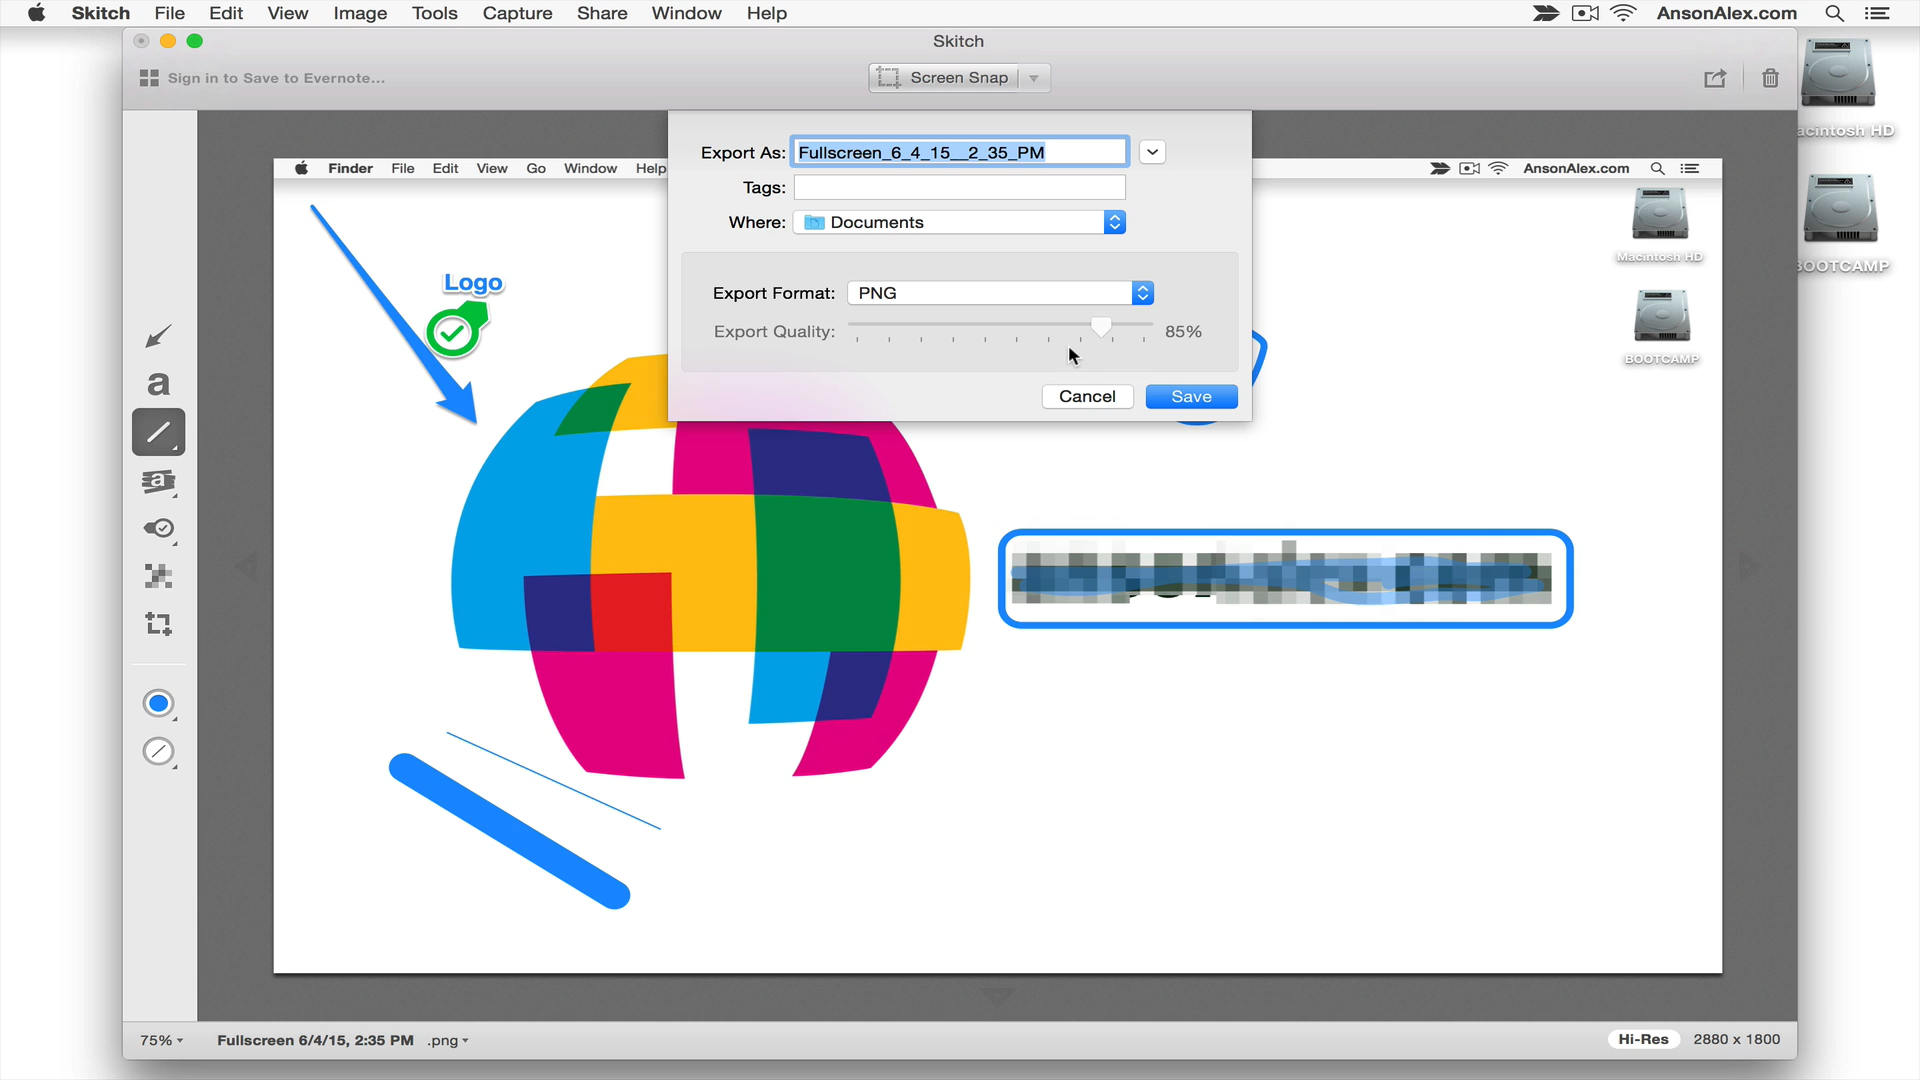 Skitch File Edit View Image Tools Capture Share Window Help AnsonAlex.com
Skitch
Sign in to Save to Evernote...
Screen Snap
Export As: Fullscreen_6_4_15__2_35_PM
Tags:
Where: Documents
Export Format: PNG
Export Quality: 85%
Cancel Save
Finder File Edit View Go Window Help AnsonAlex.com
Macintosh HD
BOOTCAMP
acintosh HD
BOOTCAMP
Logo
a
a
75% Fullscreen 6/4/15, 2:35 PM .png Hi-Res 2880 x 1800